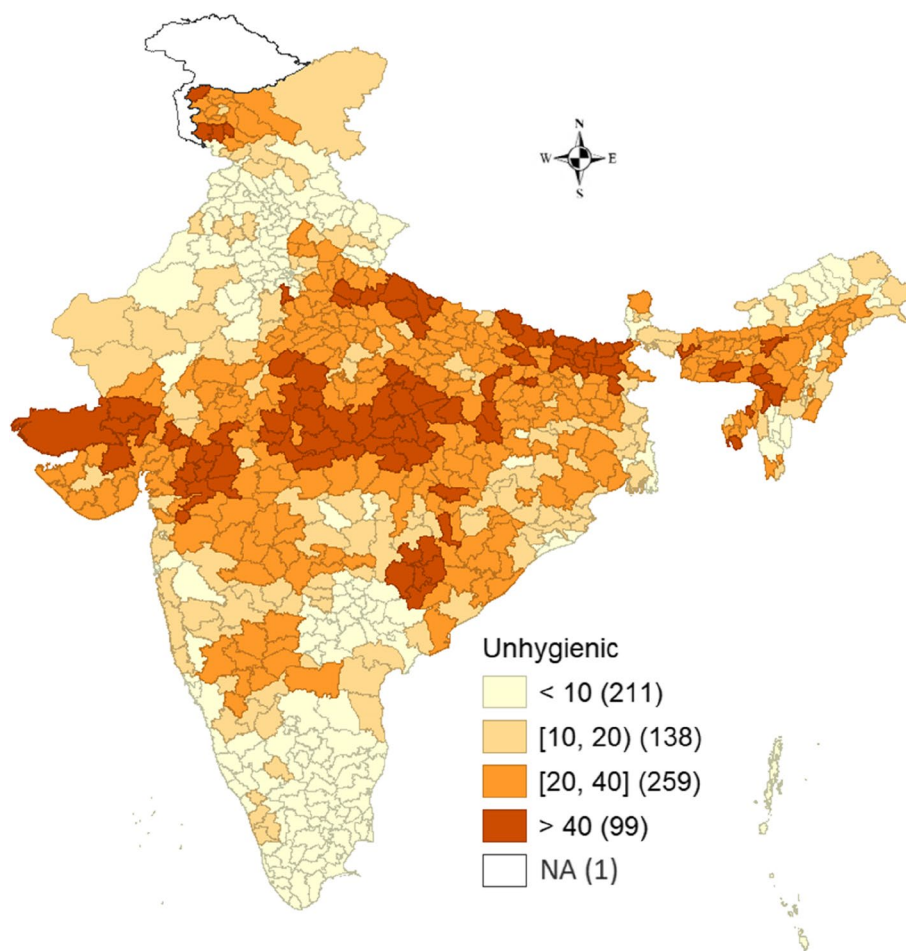 N
W E
S
Unhygienic
< 10 (211)
[10, 20) (138)
[20, 40] (259)
> 40 (99)
NA (1)